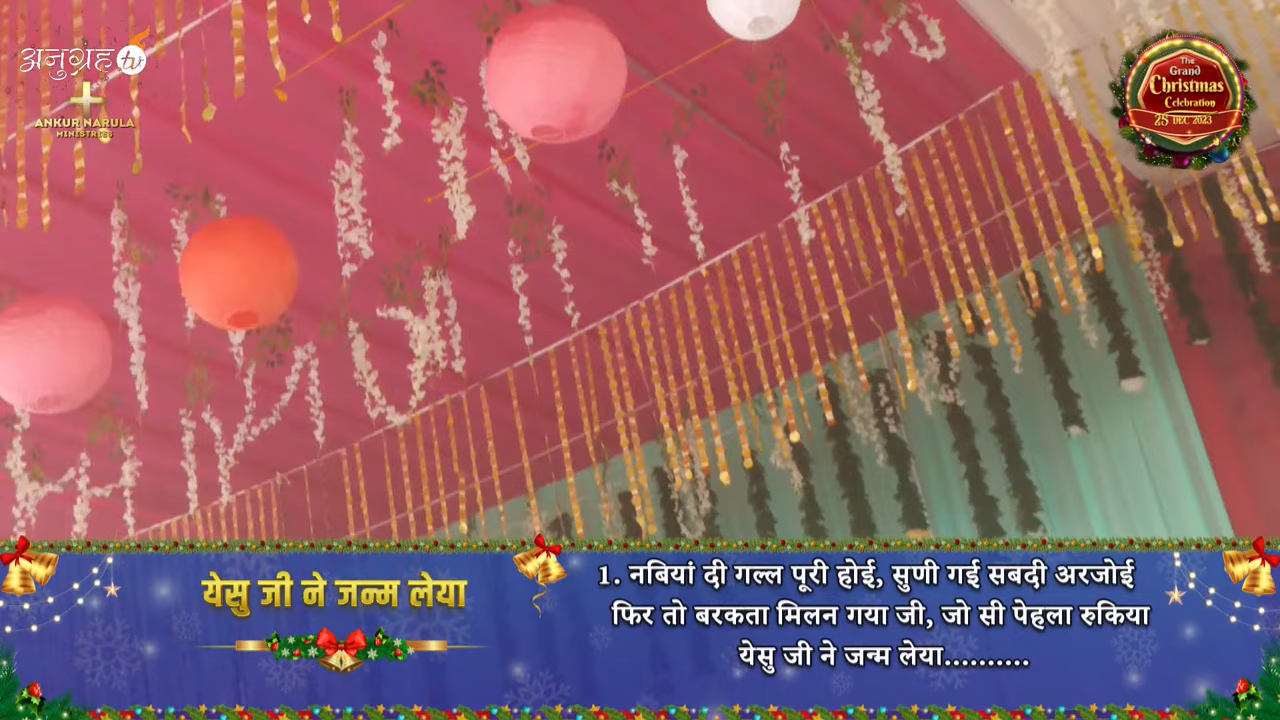 अनुग्रह tv
ANKUR NARULA
MINISTRIES
The
Grand
Christmas
Celebration
25 DEC 2023
येसु जी ने जन्म लेया
1. नबियां दी गल्ल पूरी होई, सुणी गई सबदी अरजोई
फिर तो बरकता मिलन गया जी, जो सी पेहला रुकिया
येसु जी ने जन्म लेया..........